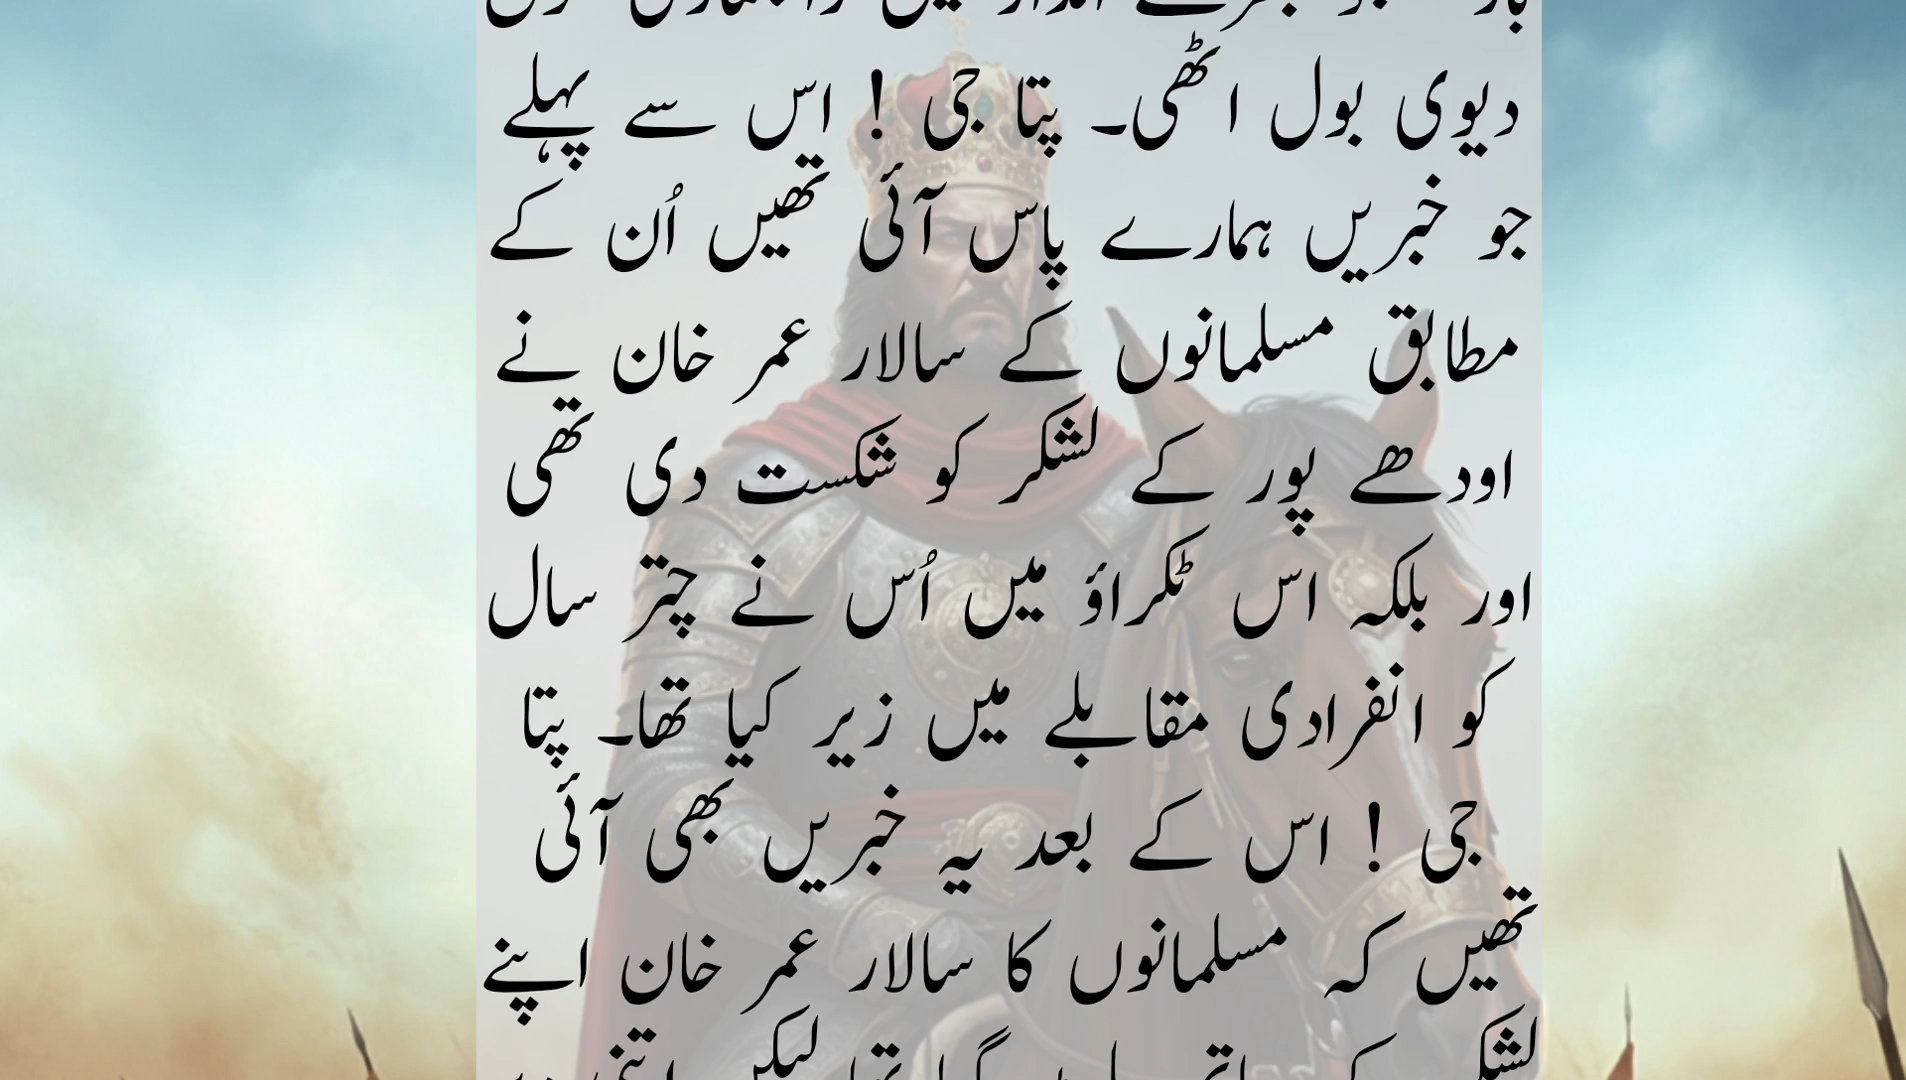 دیوی بول اٹھی۔ پتا جی ! اس سے پہلے
جو خبریں ہمارے پاس آئی تھیں اُن کے
مطابق مسلمانوں کے سالار عمر خان نے
اودھے پور کے لشکر کو شکست دی تھی
اور بلکہ اس ٹکراؤ میں اُس نے چتر سال
کو انفرادی مقابلے میں زیر کیا تھا۔ پتا
جی ! اس کے بعد یہ خبریں بھی آئی
تھیں کہ مسلمانوں کا سالار عمر خان اپنے
لشکر